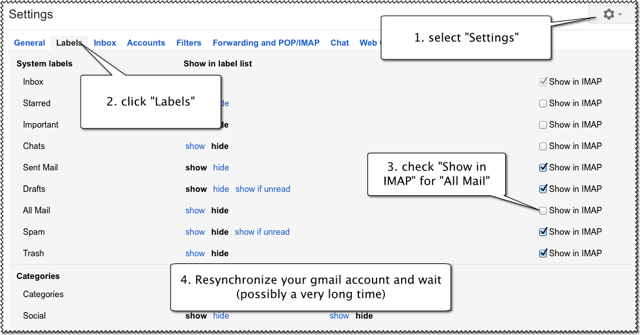 Settings
1. select "Settings"
General Labels Inbox Accounts Filters Forwarding and POP/IMAP Chat Web
System labels Show in label list
2. click "Labels"
Inbox Show in IMAP
Starred hide Show in IMAP
Important hide Show in IMAP
Chats show hide Show in IMAP
3. check "Show in
IMAP" for "All Mail"
Sent Mail show hide Show in IMAP
Drafts show hide show if unread Show in IMAP
All Mail show hide Show in IMAP
Spam show hide show if unread Show in IMAP
Trash show hide Show in IMAP
4. Resynchronize your gmail account and wait
(possibly a very long time)
Categories
Categories
Social show hide show hide